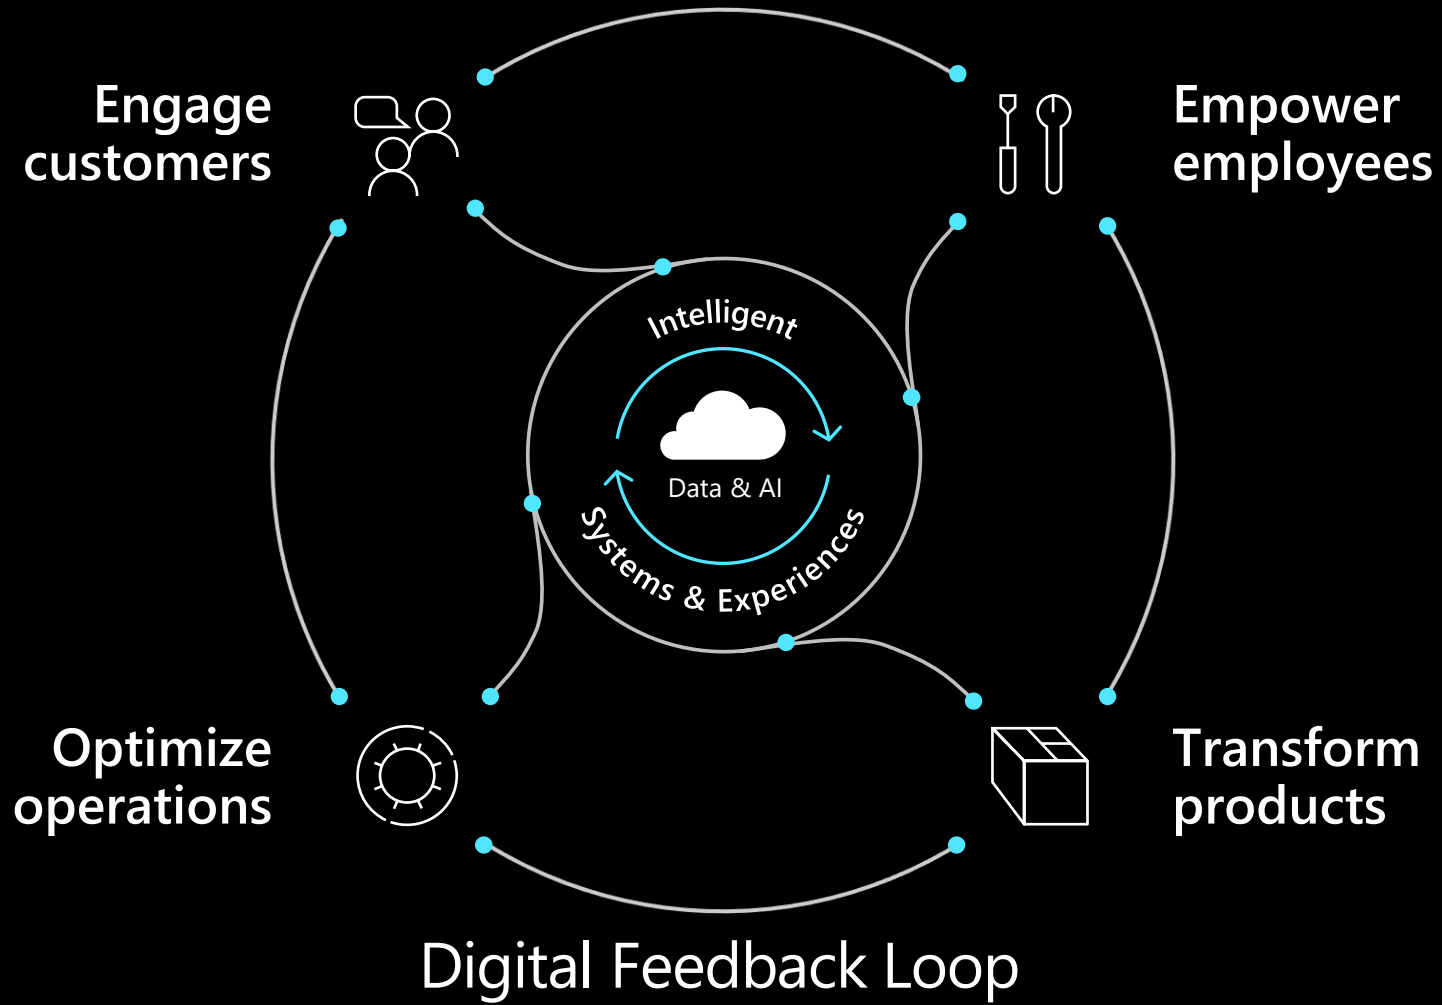 Engage
customers
Empower
employees
Intelligent
Data & AI
Systems & Experiences
Optimize
operations
Transform
products
Digital Feedback Loop